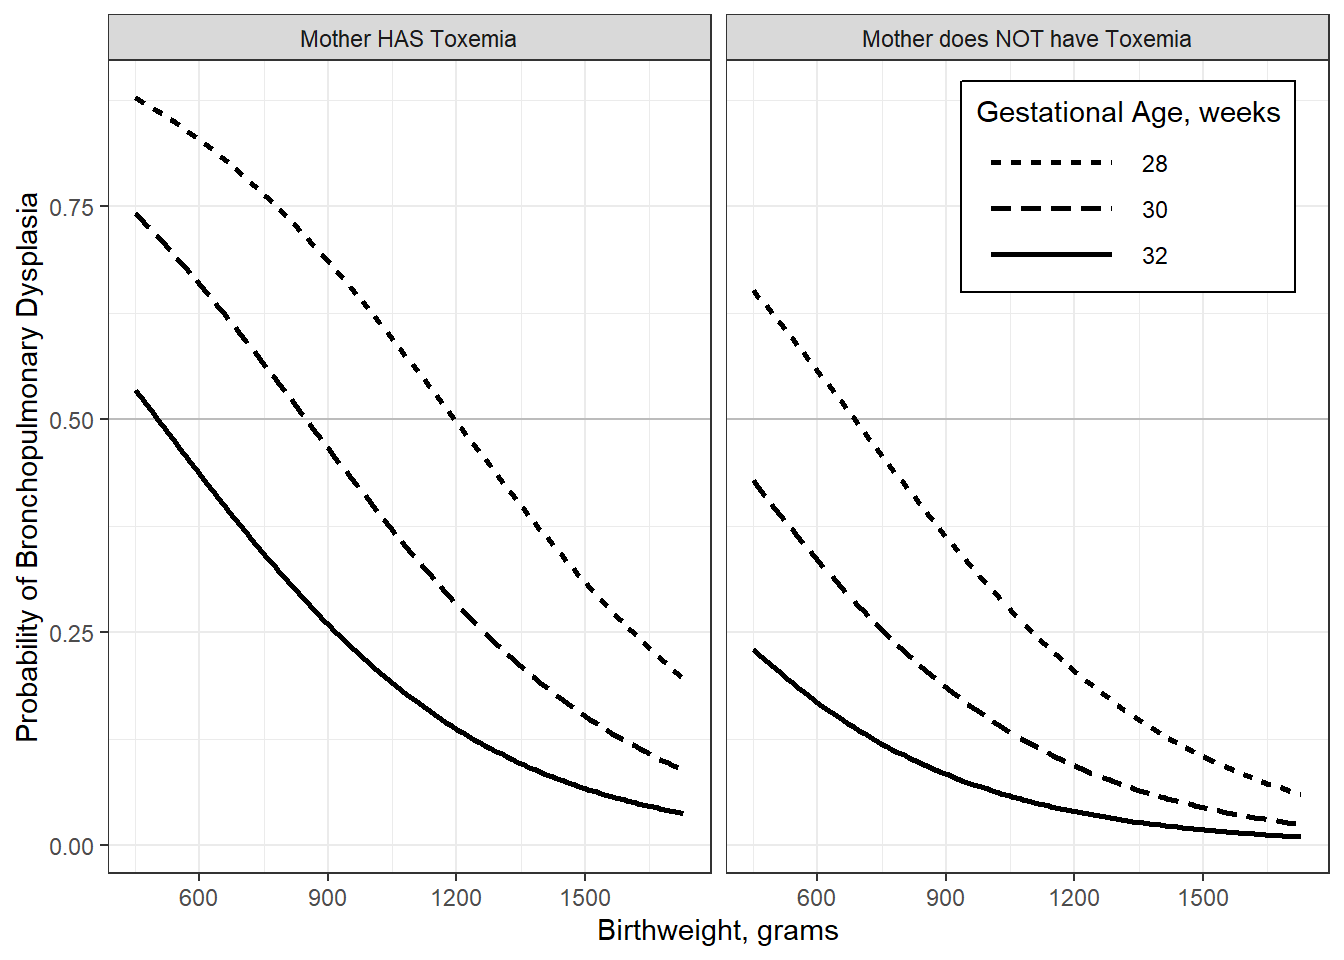 Mother HAS Toxemia
Mother does NOT have Toxemia
Gestational Age, weeks
28
30
32
Probability of Bronchopulmonary Dysplasia
0.75
0.50
0.25
0.00
600 900 1200 1500
600 900 1200 1500
Birthweight, grams